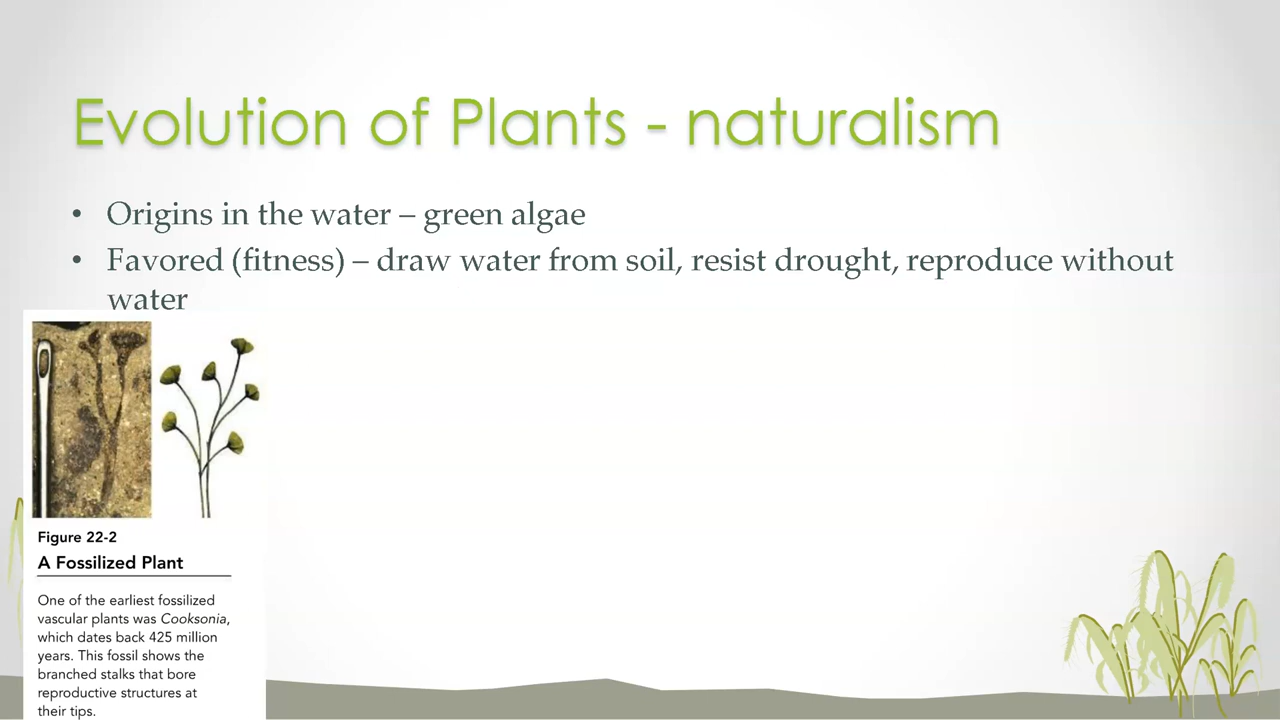 Evolution of Plants - naturalism
• Origins in the water – green algae
• Favored (fitness) – draw water from soil, resist drought, reproduce without
water
Figure 22-2
A Fossilized Plant
One of the earliest fossilized
vascular plants was Cooksonia,
which dates back 425 million
years. This fossil shows the
branched stalks that bore
reproductive structures at
their tips.